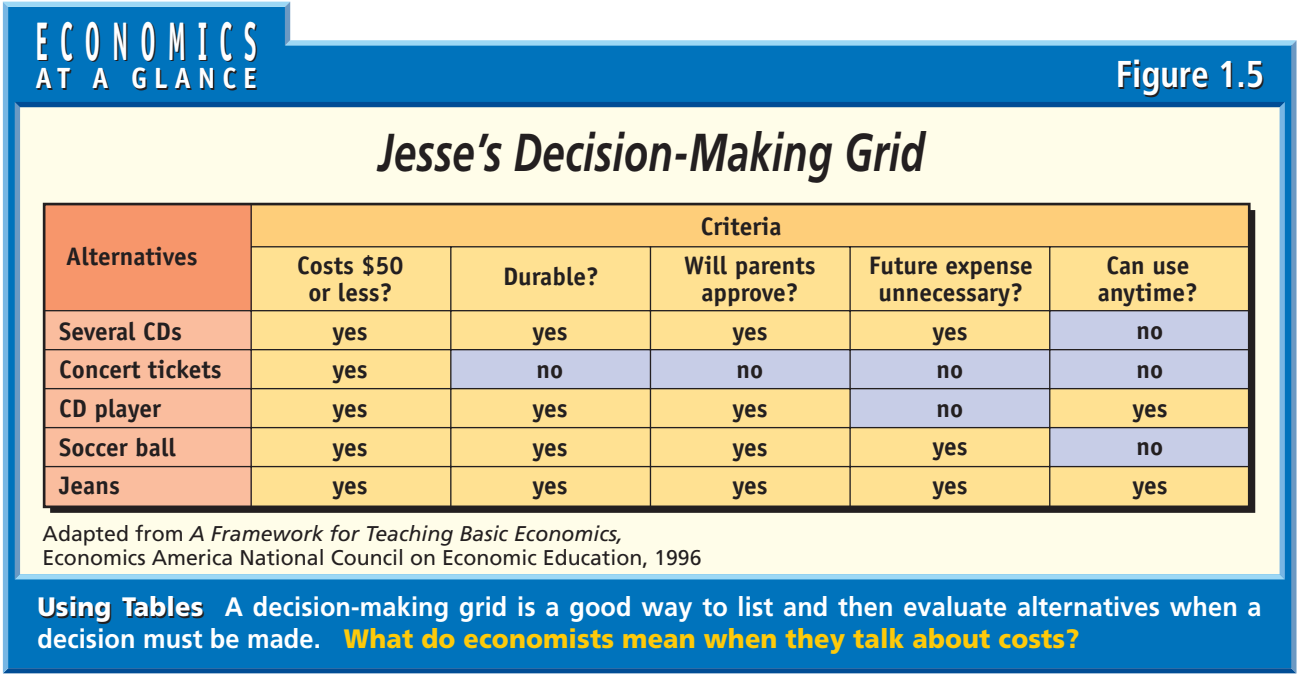 ECONOMICS
AT A GLANCE
Figure 1.5
Jesse's Decision-Making Grid
Alternatives
Criteria
Costs $50
or less?
Durable?
Will parents
approve?
Future expense
unnecessary?
Can use
anytime?
Several CDs yes yes yes yes no
Concert tickets yes no no no no
CD player yes yes yes no yes
Soccer ball yes yes yes yes no
Jeans yes yes yes yes yes
Adapted from A Framework for Teaching Basic Economics,
Economics America National Council on Economic Education, 1996
Using Tables A decision-making grid is a good way to list and then evaluate alternatives when a
decision must be made. What do economists mean when they talk about costs?